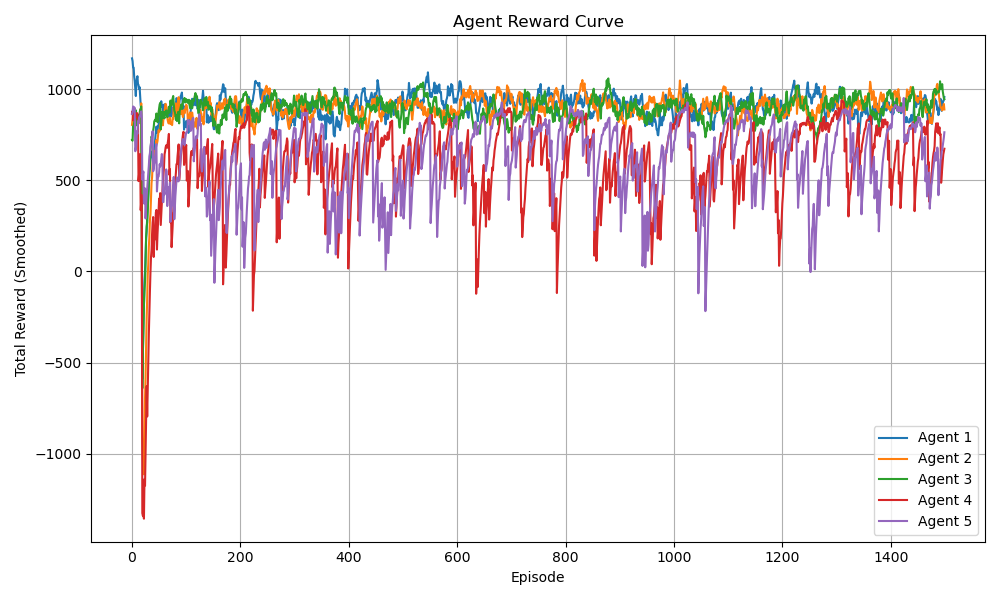 Agent Reward Curve
Total Reward (Smoothed)
1000
500
0
−500
−1000
0 200 400 600 800 1000 1200 1400
Episode
Agent 1
Agent 2
Agent 3
Agent 4
Agent 5